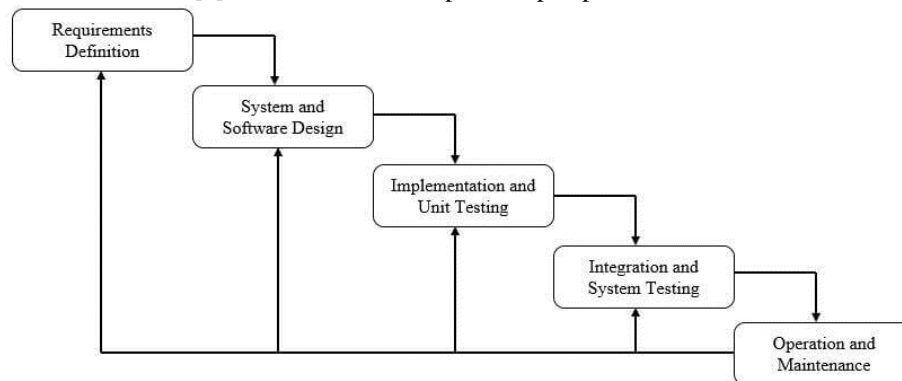 Requirements
Definition
System and
Software Design
Implementation and
Unit Testing
Integration and
System Testing
Operation and
Maintenance